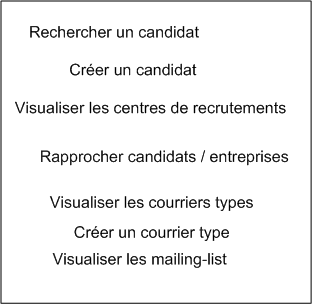 Rechercher un candidat
Créer un candidat
Visualiser les centres de recrutements
Rapprocher candidats / entreprises
Visualiser les courriers types
Créer un courrier type
Visualiser les mailing-list